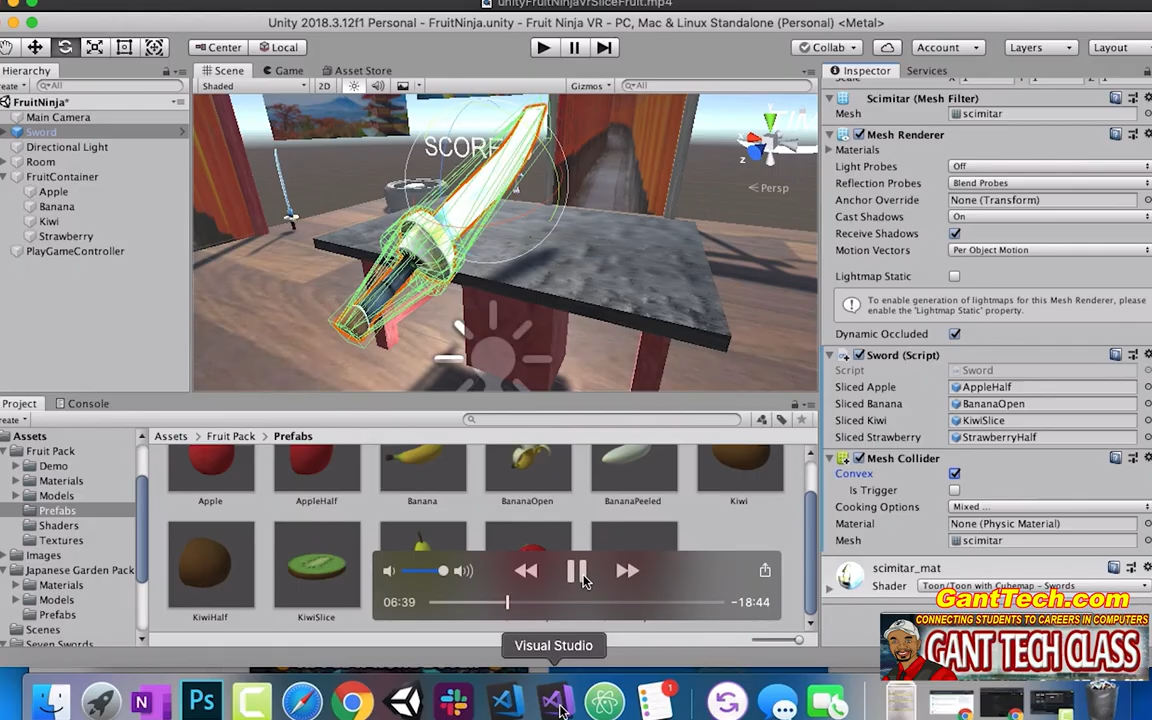 unityFruitNinjaVrSliceFruit.mp4
Unity 2018.3.12f1 Personal - FruitNinja.unity - Fruit Ninja VR - PC, Mac & Linux Standalone (Personal) <Metal>
Center
Local
Collab
Account
Layers
Layout
Hierarchy
Scene
Game
Asset Store
Inspector
Services
All
Shaded
2D
Gizmos
All
FruitNinja*
Main Camera
Sword
Directional Light
Room
FruitContainer
Apple
Banana
Kiwi
Strawberry
PlayGameController
SCORE
y
z
Persp
Scimitar (Mesh Filter)
Mesh
scimitar
Mesh Renderer
Materials
Light Probes
Off
Reflection Probes
Blend Probes
Anchor Override
None (Transform)
Cast Shadows
On
Receive Shadows
Motion Vectors
Per Object Motion
Lightmap Static
To enable generation of lightmaps for this Mesh Renderer, please
enable the 'Lightmap Static' property.
Dynamic Occluded
Sword (Script)
Script
Sword
Sliced Apple
AppleHalf
Sliced Banana
BananaOpen
Sliced Kiwi
KiwiSlice
Sliced Strawberry
StrawberryHalf
Mesh Collider
Convex
Is Trigger
Cooking Options
Mixed ...
Material
None (Physic Material)
Mesh
scimitar
scimitar_mat
Shader
Toon/Toon with Cubemap - Swords
Project
Console
Assets
Fruit Pack
Demo
Materials
Models
Prefabs
Shaders
Textures
Images
Japanese Garden Pack
Materials
Models
Prefabs
Scenes
Seven Swords
Assets
Fruit Pack
Prefabs
Apple
AppleHalf
Banana
BananaOpen
BananaPeeled
Kiwi
KiwiHalf
KiwiSlice
06:39
-18:44
Visual Studio
N
Ps
1
GantTech.com
CONNECTING STUDENTS TO CAREERS IN COMPUTERS
GANT TECH CLASS